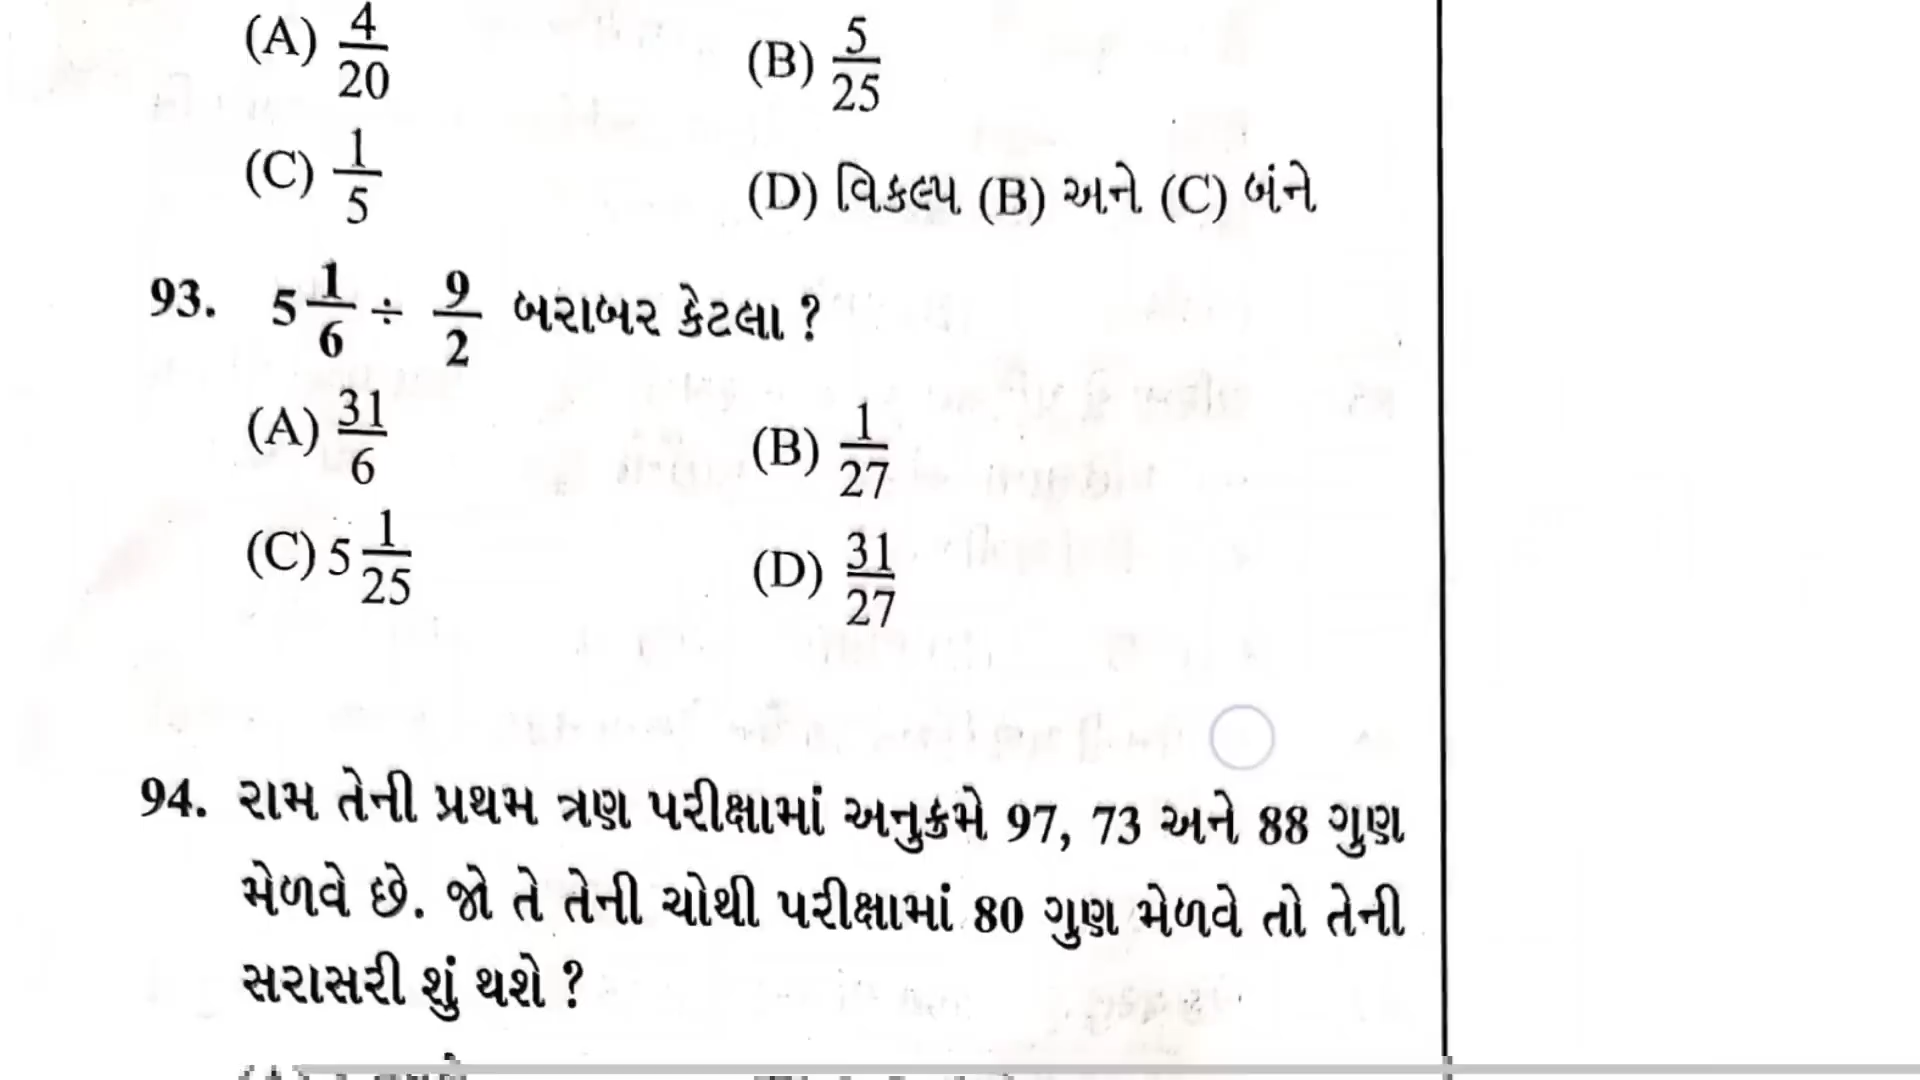 (A) 4/20 (B) 5/25
(C) 1/5 (D) વિકલ્પ (B) અને (C) બંને
93. 5 1/6 ÷ 9/2 બરાબર કેટલા ?
(A) 31/6 (B) 1/27
(C) 5 1/25 (D) 31/27
94. રામ તેની પ્રથમ ત્રણ પરીક્ષામાં અનુક્રમે 97, 73 અને 88 ગુણ
મેળવે છે. જો તે તેની ચોથી પરીક્ષામાં 80 ગુણ મેળવે તો તેની
સરાસરી શું થશે ?